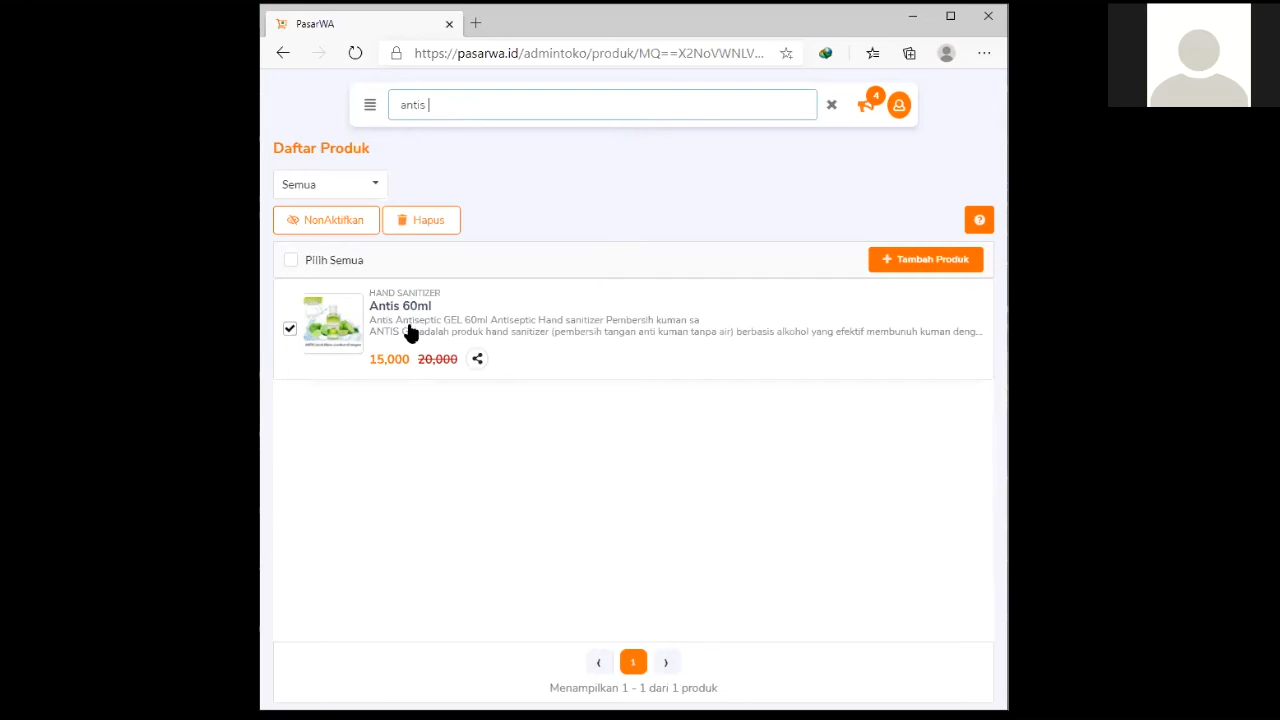 PasarWA
https://pasarwa.id/admintoko/produk/MQ==X2NoVWNLV...
antis
4
Daftar Produk
Semua
NonAktifkan
Hapus
Pilih Semua
+ Tambah Produk
HAND SANITIZER
Antis 60ml
Antis Antiseptic GEL 60ml Antiseptic Hand sanitizer Pembersih kuman sa
ANTIS adalah produk hand sanitizer (pembersih tangan anti kuman tanpa air) berbasis alkohol yang efektif membunuh kuman deng...
15,000 20,000
1
Menampilkan 1 - 1 dari 1 produk